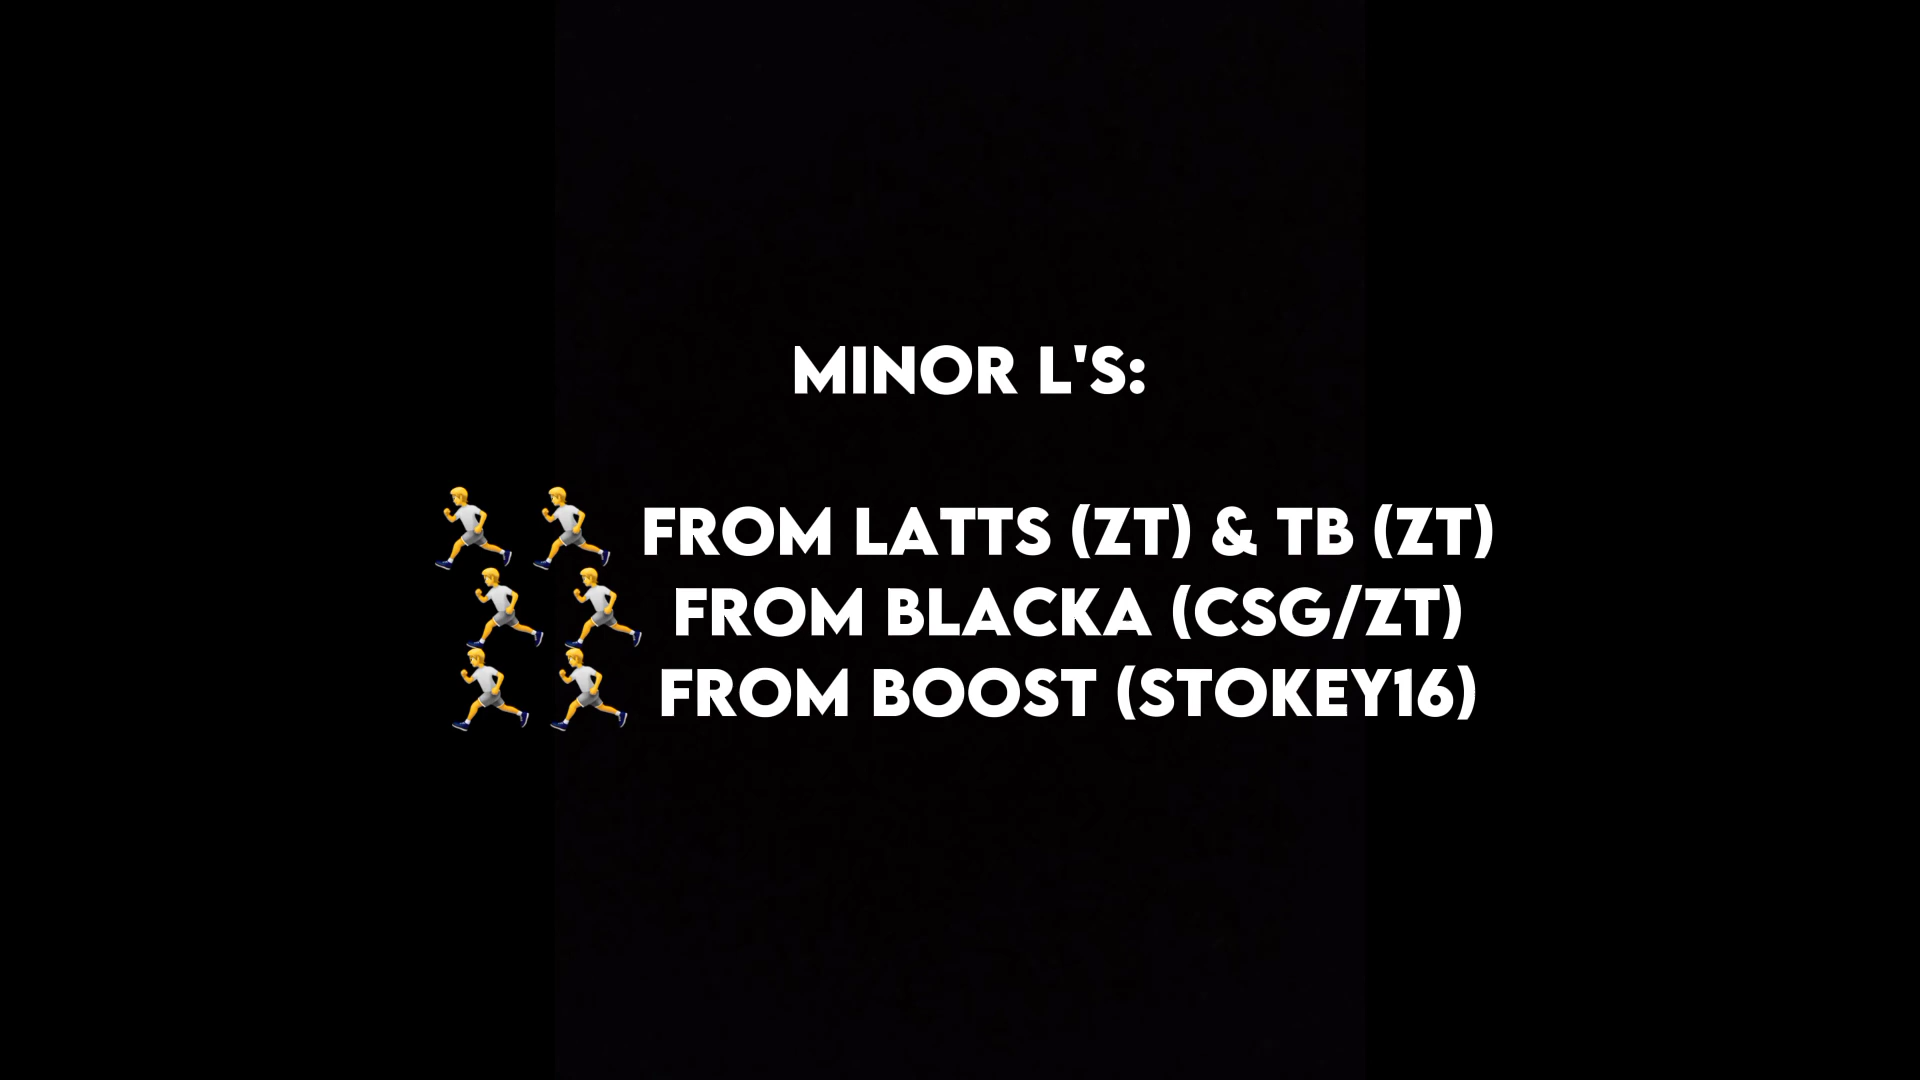 MINOR L'S:
🏃🏃 FROM LATTS (ZT) & TB (ZT)
🏃🏃 FROM BLACKA (CSG/ZT)
🏃🏃 FROM BOOST (STOKEY16)